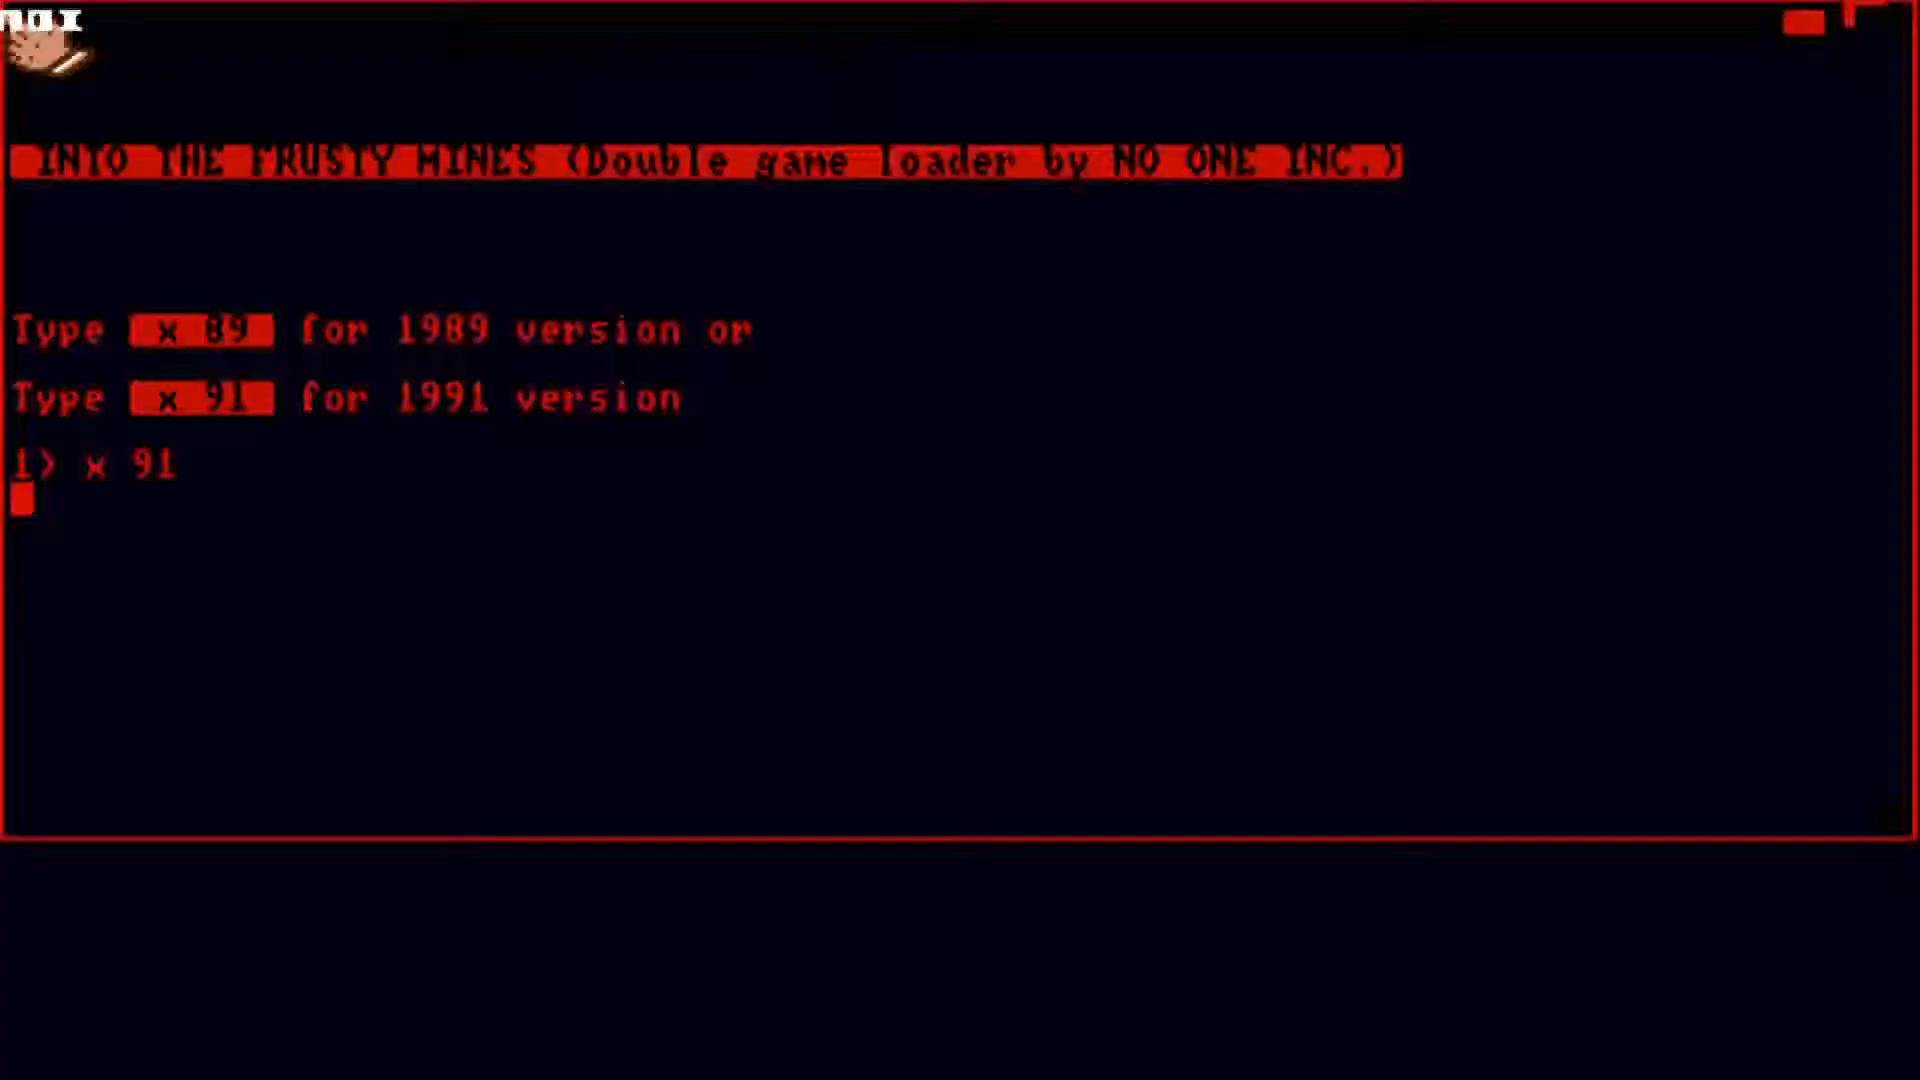 INTO THE FRUSTY MINES (Double game loader by NO ONE INC.)
Type x 89 for 1989 version or
Type x 91 for 1991 version
1> x 91